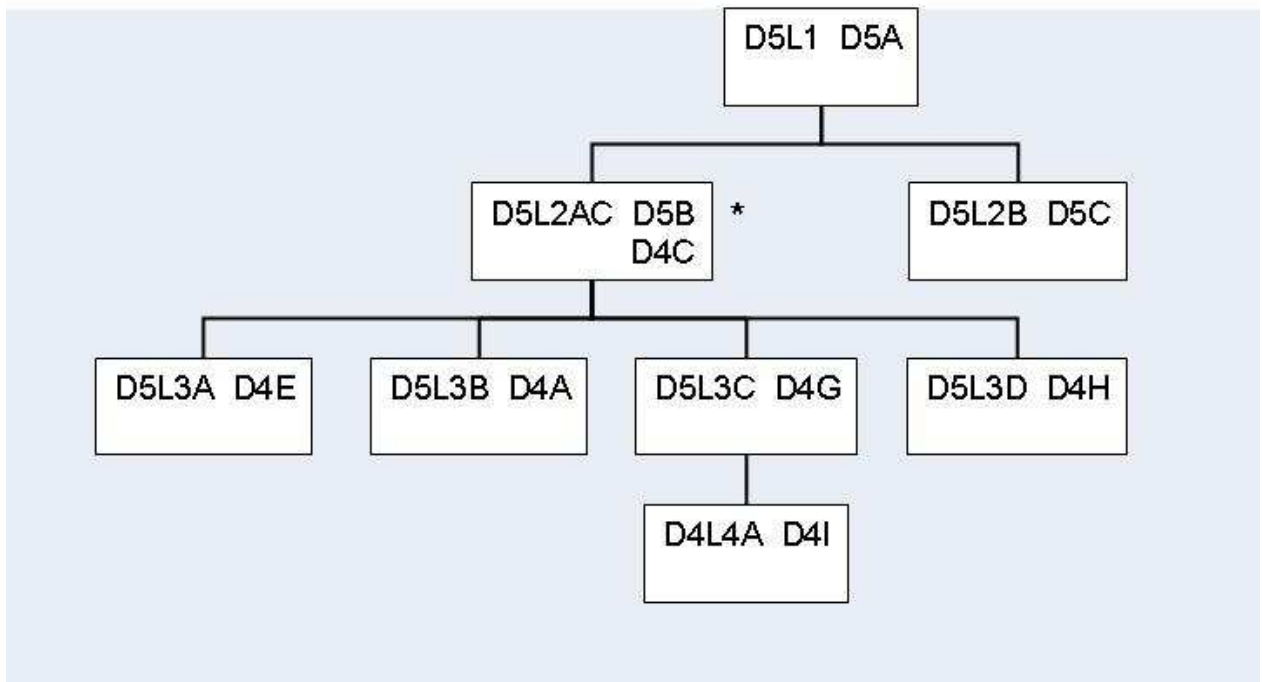 D5L1 D5A
D5L2AC D5B *
D4C
D5L2B D5C
D5L3A D4E
D5L3B D4A
D5L3C D4G
D5L3D D4H
D4L4A D4I